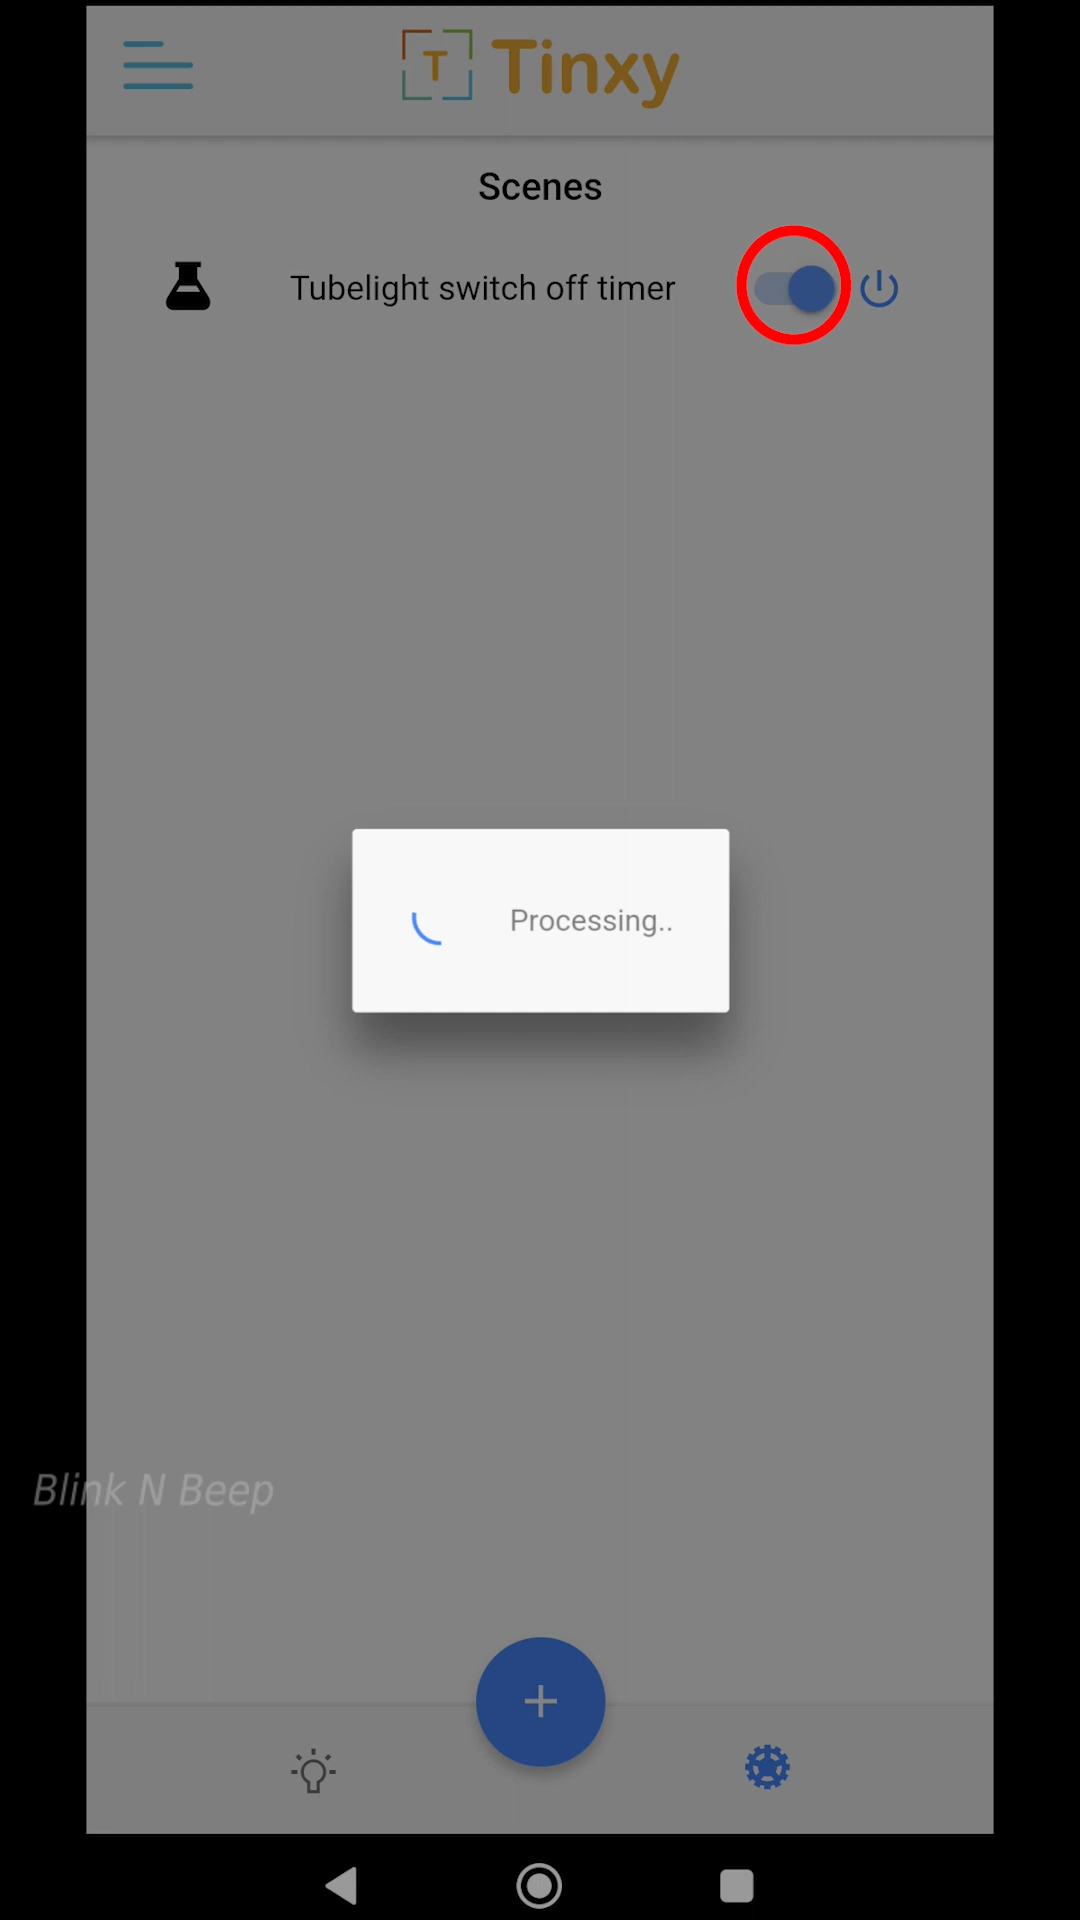 T Tinxy
Scenes
Tubelight switch off timer
Processing..
Blink N Beep